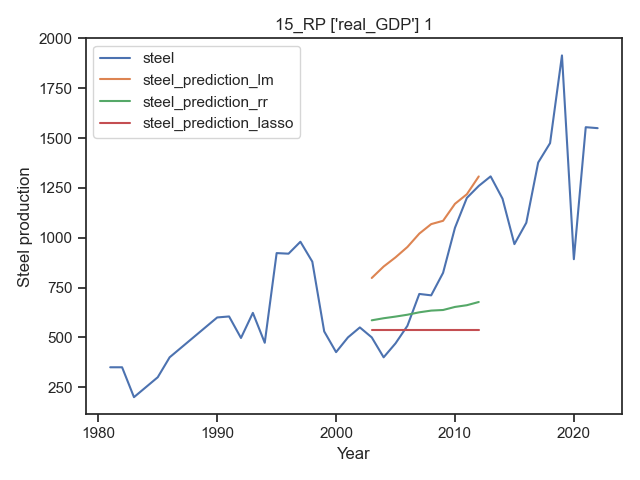 15_RP ['real_GDP'] 1
steel
steel_prediction_lm
steel_prediction_rr
steel_prediction_lasso
2000
1750
1500
1250
1000
750
500
250
Steel production
1980 1990 2000 2010 2020
Year